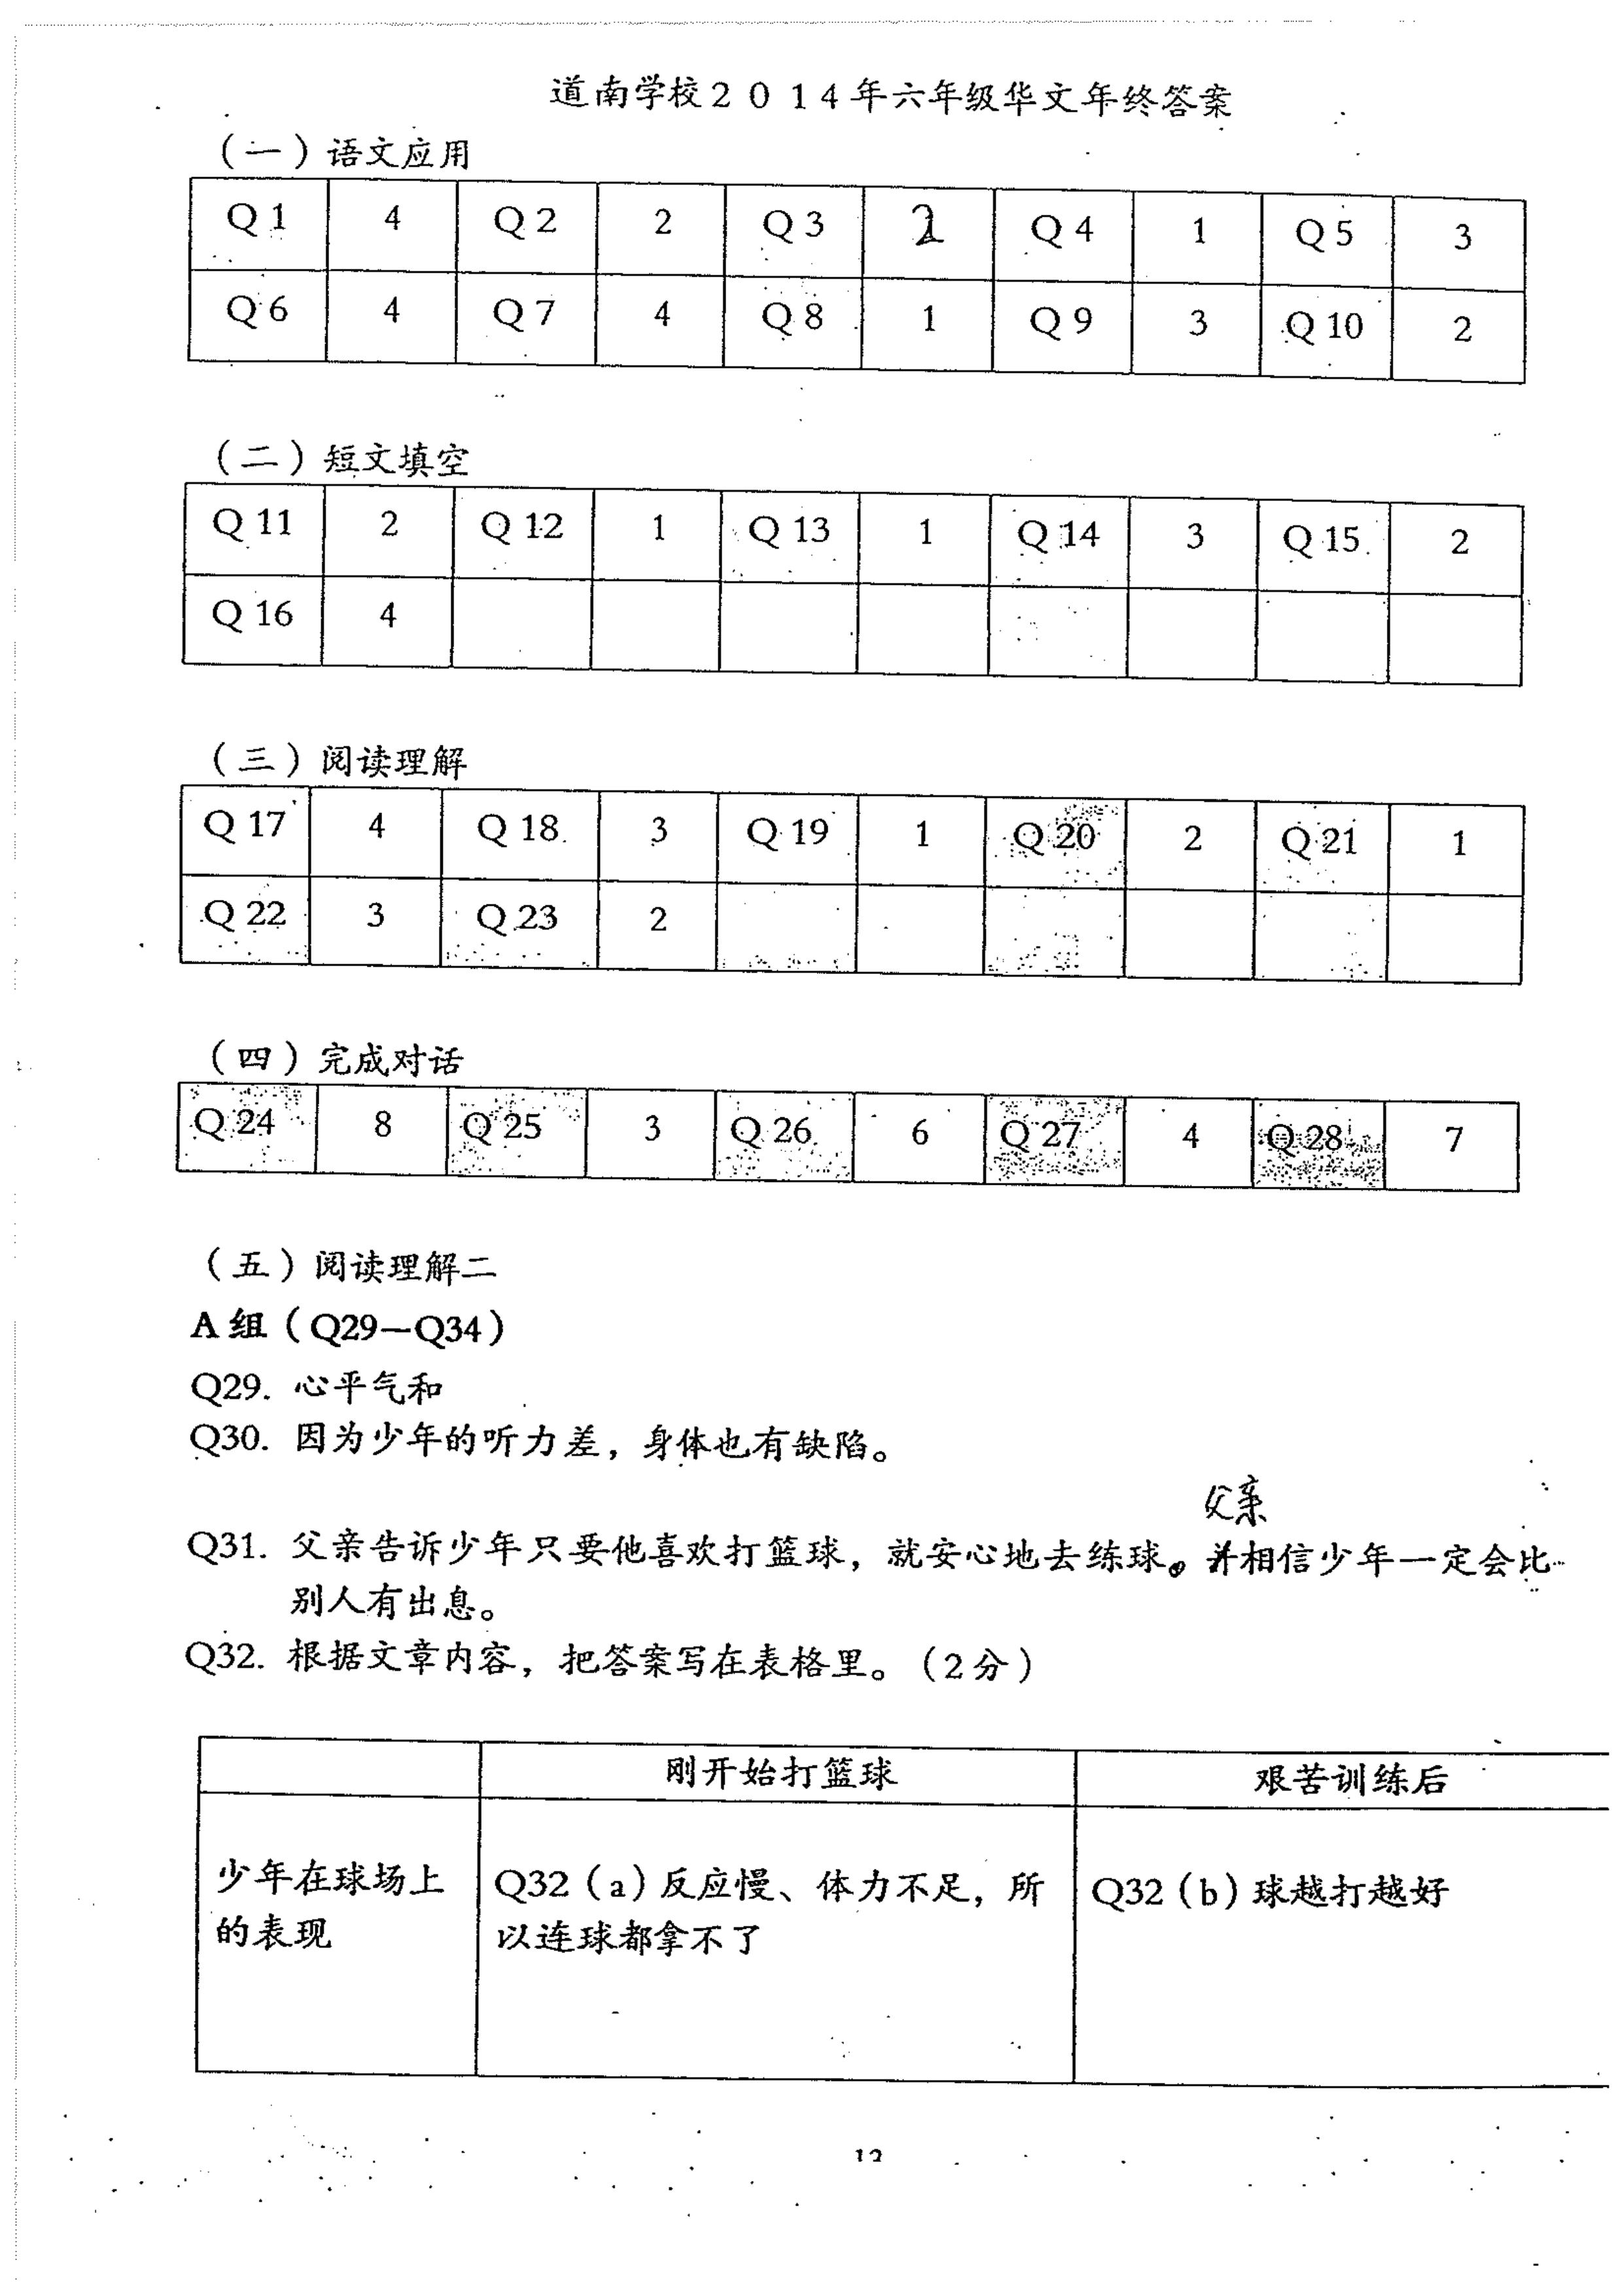 道南学校２０１４年六年级华文年终答案
（一）语文应用
Q 1 4 Q 2 2 Q 3 2 Q 4 1 Q 5 3
Q 6 4 Q 7 4 Q 8 1 Q 9 3 Q 10 2
（二）短文填空
Q 11 2 Q 12 1 Q 13 1 Q 14 3 Q 15 2
Q 16 4
（三）阅读理解
Q 17 4 Q 18 3 Q 19 1 Q 20 2 Q 21 1
Q 22 3 Q 23 2
（四）完成对话
Q 24 8 Q 25 3 Q 26 6 Q 27 4 Q 28 7
（五）阅读理解二
A 组（Q29—Q34）
Q29. 心平气和
Q30. 因为少年的听力差，身体也有缺陷。
父亲
Q31. 父亲告诉少年只要他喜欢打篮球，就安心地去练球。并相信少年一定会比
别人有出息。
Q32. 根据文章内容，把答案写在表格里。（2分）
刚开始打篮球 艰苦训练后
少年在球场上 Q32（a）反应慢、体力不足，所 Q32（b）球越打越好
的表现 以连球都拿不了